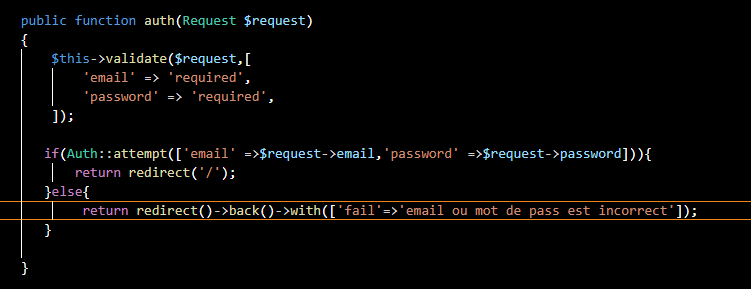 public function auth(Request $request)
{
$this->validate($request,[
'email' => 'required',
'password' => 'required',
]);
if(Auth::attempt(['email' =>$request->email,'password' =>$request->password])){
return redirect('/');
}else{
return redirect()->back()->with(['fail'=>'email ou mot de pass est incorrect']);
}
}